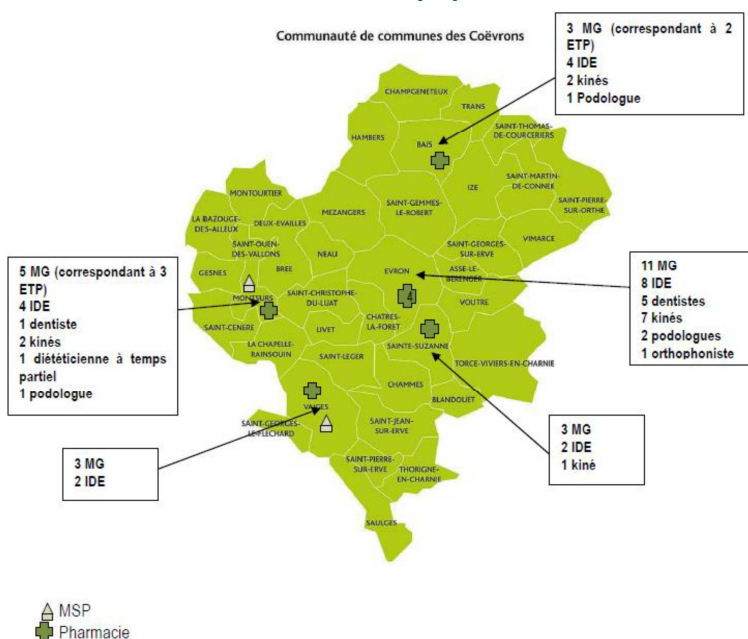 Communauté de communes des Coëvrons
3 MG (correspondant à 2
ETP)
4 IDE
2 kinés
1 Podologue
CHAMPGENETEUX
TRANS
SAINT-THOMAS-
DE-COURCERIERS
HAMBERS
BAIS
SAINT-MARTIN-
DE-CONNEE
IZE
SAINT-PIERRE-
SUR-ORTHE
MONTOURTIER
SAINT-GEMMES-
LE-ROBERT
MEZANGERS
LA BAZOUGE-
DES-ALLEUX
DEUX-EVAILLES
VIMARCE
SAINT-OUEN-
DES-VALLONS
NEAU
SAINT-GEORGES-
SUR-ERVE
GESNES
BREE
EVRON
ASSE-LE-
BERENGER
5 MG (correspondant à 3
ETP)
4 IDE
1 dentiste
2 kinés
1 diététicienne à temps
partiel
1 podologue
11 MG
8 IDE
5 dentistes
7 kinés
2 podologues
1 orthophoniste
MONTSURS
SAINT-CHRISTOPHE-
DU-LUAT
4
VOUTRE
SAINT-CENERE
LIVET
CHATRES-
LA-FORET
SAINTE-SUZANNE
LA CHAPELLE-
RAINSOUIN
SAINT-LEGER
TORCE-VIVIERS-EN-CHARNIE
CHAMMES
BLANDOUET
VAIGES
SAINT-GEORGES-
LE-FLECHARD
SAINT-JEAN-
SUR-ERVE
3 MG
2 IDE
1 kiné
3 MG
2 IDE
SAINT-PIERRE-
SUR-ERVE
THORIGNE-
EN-CHARNIE
SAULGES
MSP
Pharmacie